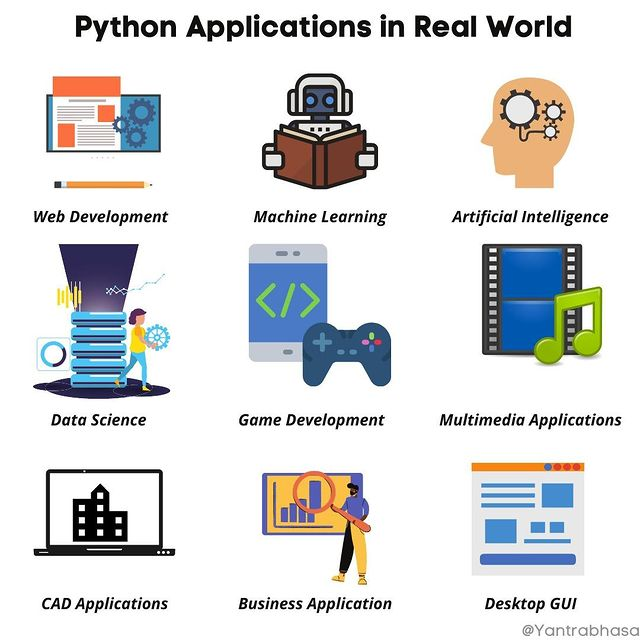 Python Applications in Real World
Web Development
Machine Learning
Artificial Intelligence
</>
Data Science
Game Development
Multimedia Applications
CAD Applications
Business Application
Desktop GUI
@Yantrabhasa